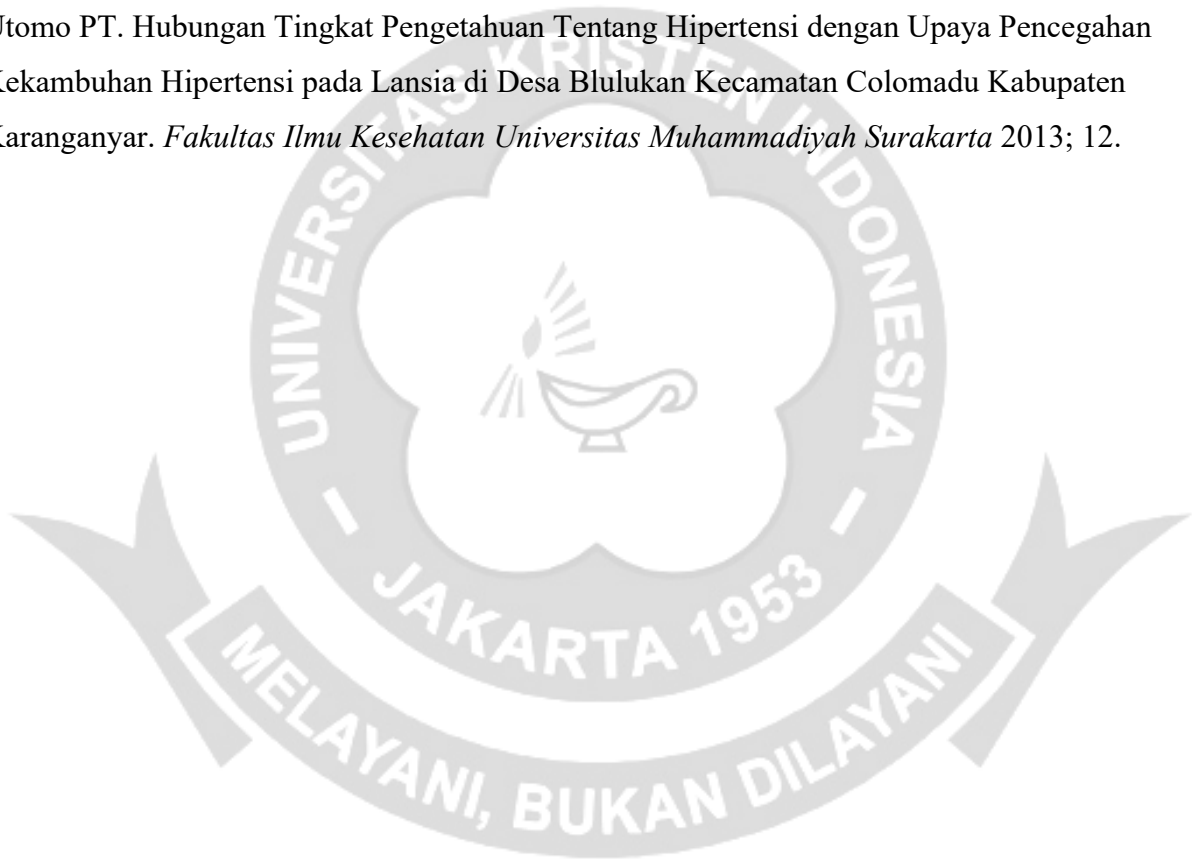 Utomo PT. Hubungan Tingkat Pengetahuan Tentang Hipertensi dengan Upaya Pencegahan
Kekambuhan Hipertensi pada Lansia di Desa Blulukan Kecamatan Colomadu Kabupaten
Karanganyar. Fakultas Ilmu Kesehatan Universitas Muhammadiyah Surakarta 2013; 12.
UNIVERSITAS KRISTEN INDONESIA
JAKARTA 1953
MELAYANI, BUKAN DILAYANI